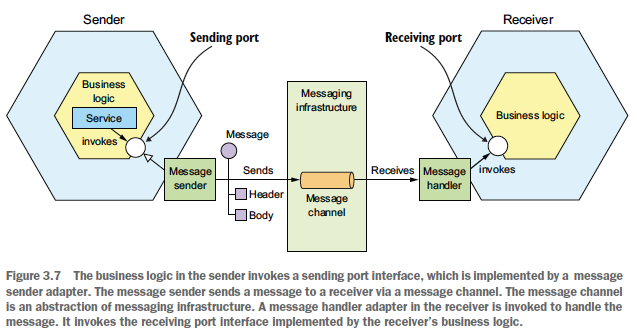 Sender
Receiver
Sending port
Receiving port
Business
logic
Service
invokes
Messaging
infrastructure
Business logic
Message
Message
sender
Sends
Header
Body
Message
channel
Receives
Message
handler
invokes
Figure 3.7 The business logic in the sender invokes a sending port interface, which is implemented by a message
sender adapter. The message sender sends a message to a receiver via a message channel. The message channel
is an abstraction of messaging infrastructure. A message handler adapter in the receiver is invoked to handle the
message. It invokes the receiving port interface implemented by the receiver's business logic.